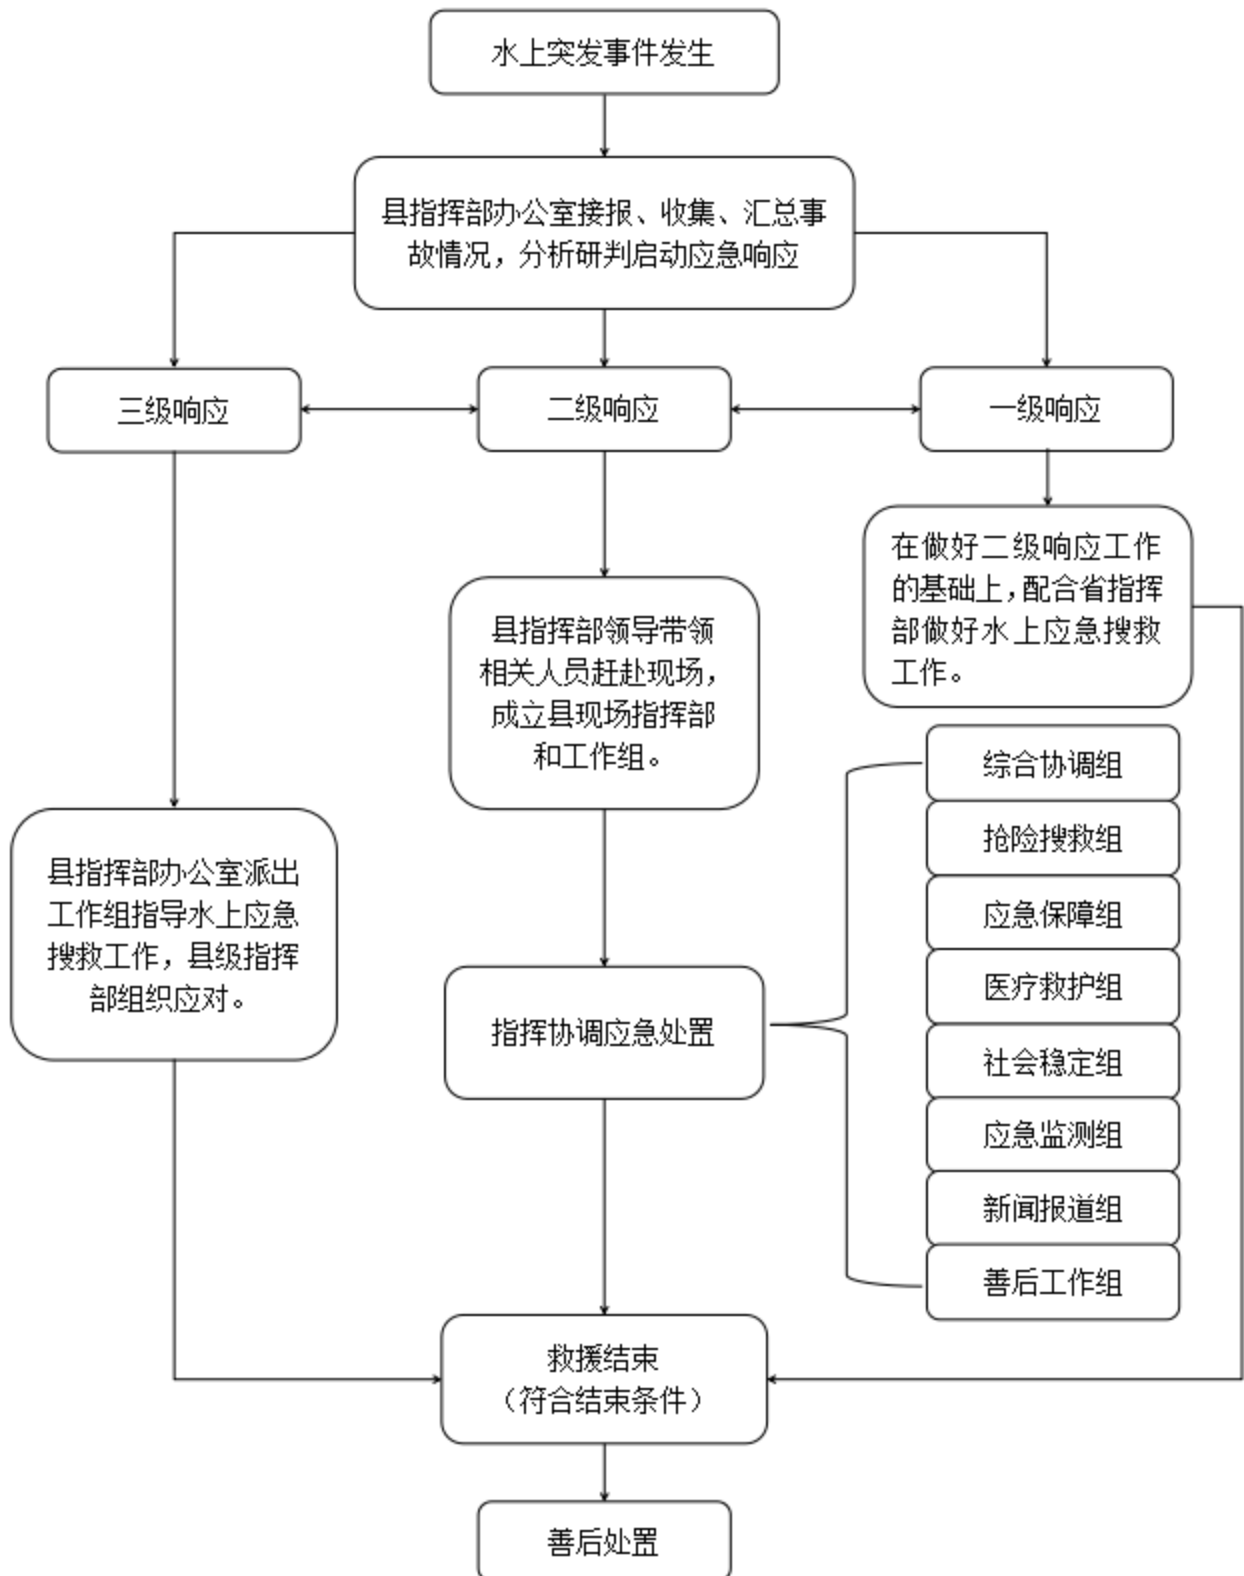 水上突发事件发生
县指挥部办公室接报、收集、汇总事
故情况，分析研判启动应急响应
三级响应
二级响应
一级响应
在做好二级响应工作
的基础上，配合省指挥
部做好水上应急搜救
工作。
县指挥部领导带领
相关人员赶赴现场，
成立县现场指挥部
和工作组。
综合协调组
抢险搜救组
应急保障组
医疗救护组
社会稳定组
应急监测组
新闻报道组
善后工作组
县指挥部办公室派出
工作组指导水上应急
搜救工作，县级指挥
部组织应对。
指挥协调应急处置
救援结束
（符合结束条件）
善后处置